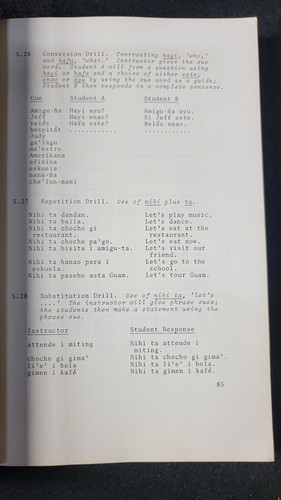 5.26 Conversion Drill. Contrasting hayi, 'who,'
and hafa, 'what.' Instructor gives the cue
word. Student A will form a question using
hayi or hafa and a choice of either este,
enao or ayu by using the cue word as a guide;
Student B then responds in a complete sentence.
Cue Student A Student B
Amigu-ña Hayi ayu? Amigu-ña ayu.
Jeff Hayi enao? Si Jeff este.
relos Hafa este? Relos enao.
hospitåt ............ ............
Judy
ga'lagu
ma'estro
Amerikana
ofisina
eskuela
nana-ña
che'lun-mami
5.27 Repetition Drill. Use of nihi plus ta.
Nihi ta dandan. Let's play music.
Nihi ta baila. Let's dance.
Nihi ta chocho gi Let's eat at the
restaurant. restaurant.
Nihi ta chocho pa'go. Let's eat now.
Nihi ta bisita i amigu-ta. Let's visit our
friend.
Nihi ta hanao para i Let's go to the
eskuela. school.
Nihi ta paseho asta Guam. Let's tour Guam.
5.28 Substitution Drill. Use of nihi ta, 'Let's
....' The instructor will give phrase cues;
the students then make a statement using the
phrase cue.
Instructor Student Response
attende i miting Nihi ta attende i
miting.
chocho gi gima' Nihi ta chocho gi gima'.
li'e' i bola Nihi ta li'e' i bola.
gimen i kafé Nihi ta gimen i kafé.
85